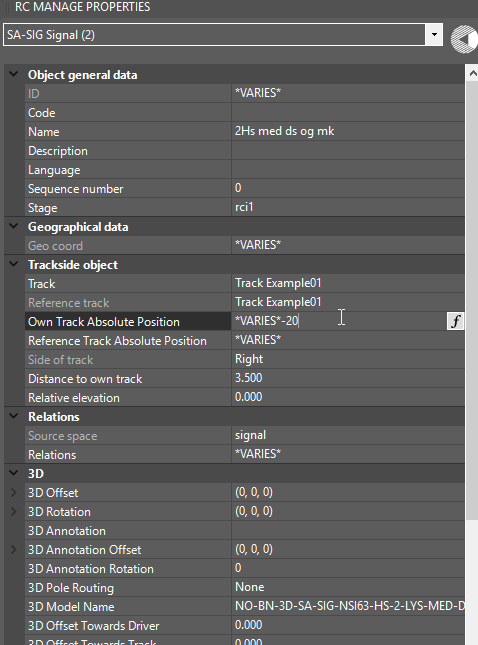 RC MANAGE PROPERTIES
SA-SIG Signal (2)
Object general data
ID *VARIES*
Code
Name 2Hs med ds og mk
Description
Language
Sequence number 0
Stage rci1
Geographical data
Geo coord *VARIES*
Trackside object
Track Track Example01
Reference track Track Example01
Own Track Absolute Position *VARIES*-20 f
Reference Track Absolute Position *VARIES*
Side of track Right
Distance to own track 3.500
Relative elevation 0.000
Relations
Source space signal
Relations *VARIES*
3D
3D Offset (0, 0, 0)
3D Rotation (0, 0, 0)
3D Annotation
3D Annotation Offset (0, 0, 0)
3D Annotation Rotation 0
3D Pole Routing None
3D Model Name NO-BN-3D-SA-SIG-NSI63-HS-2-LYS-MED-D
3D Offset Towards Driver 0.000
3D Offset Towards Track 0.000